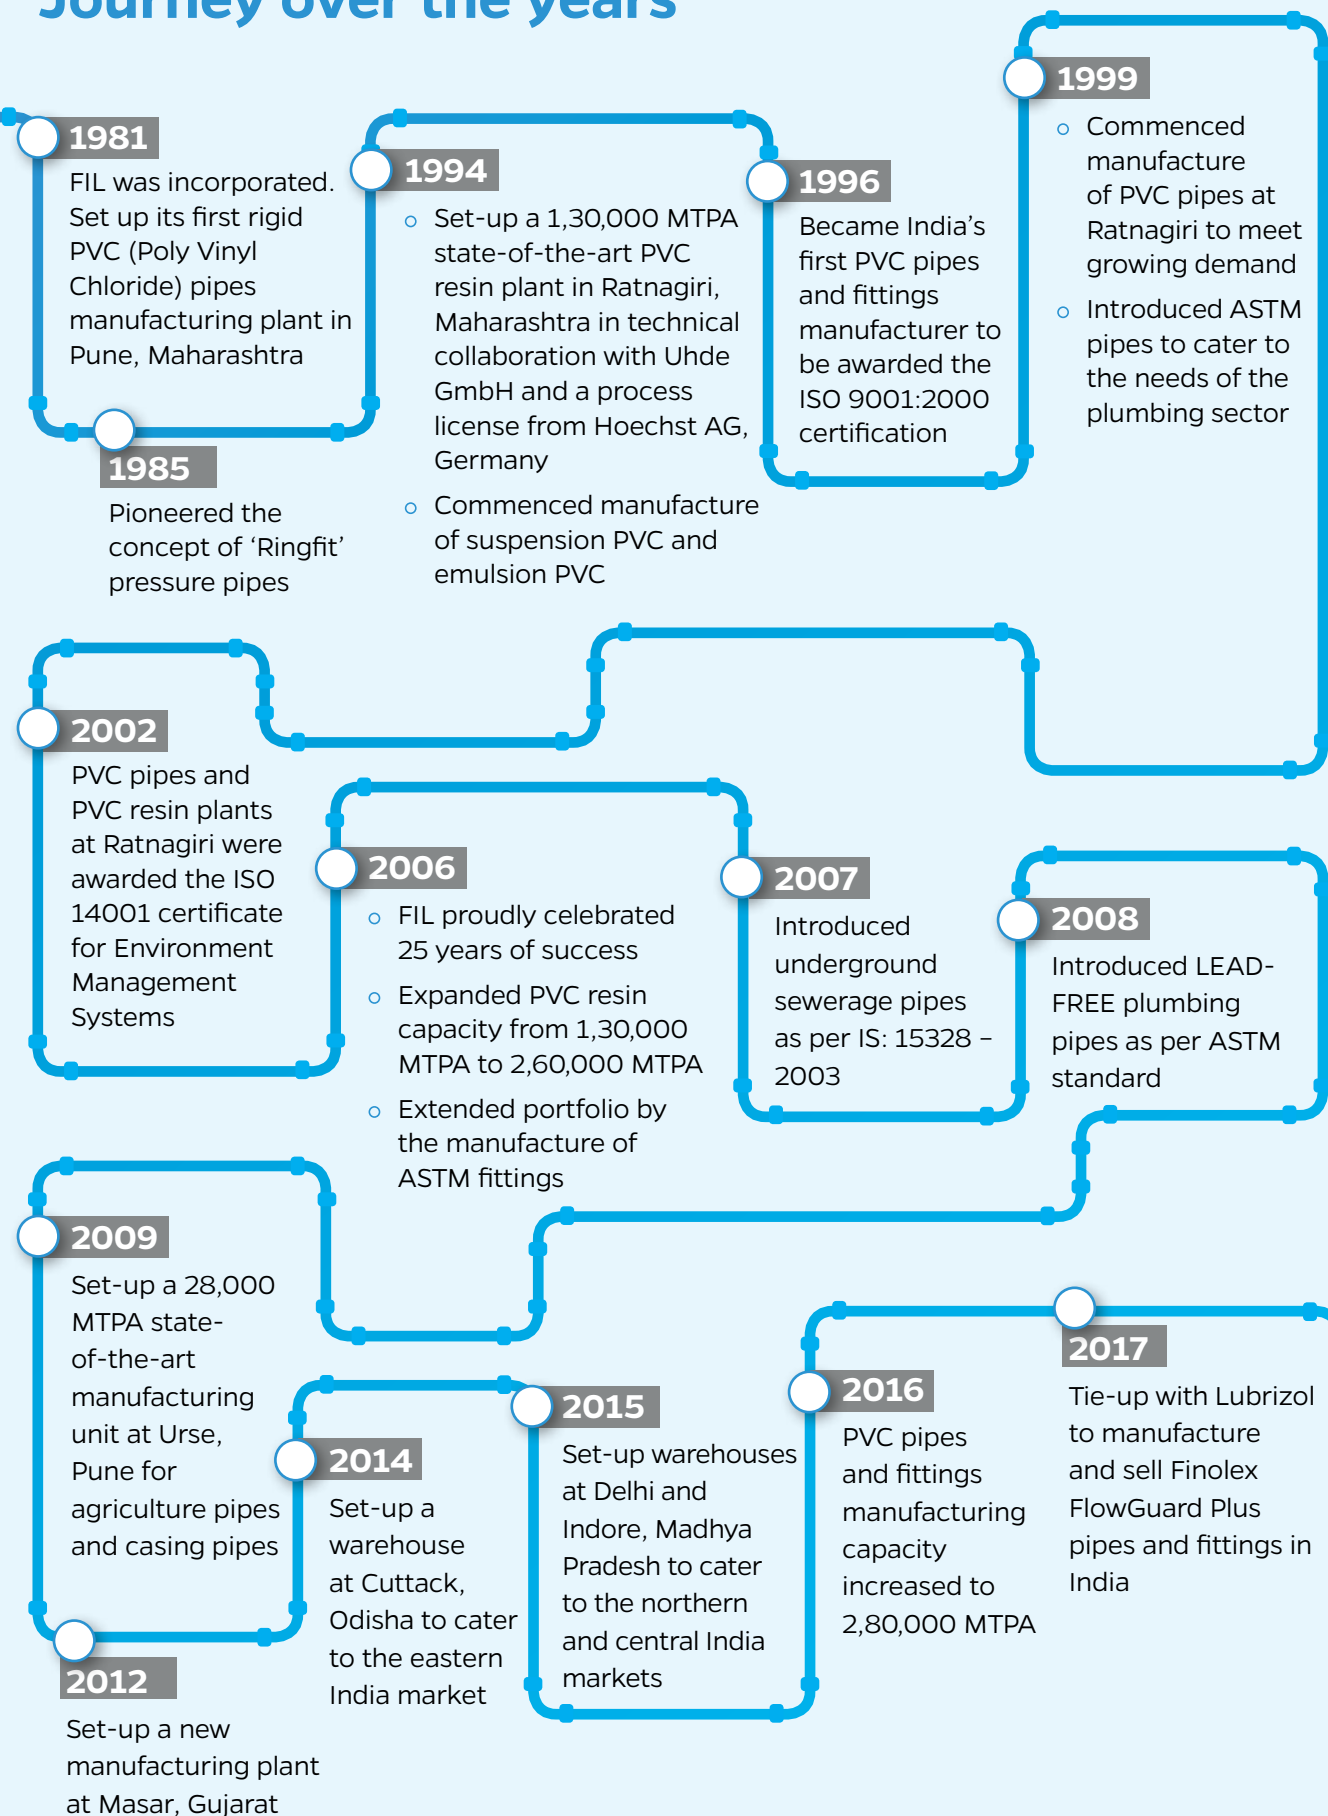 Journey over the years
1981
FIL was incorporated.
Set up its first rigid
PVC (Poly Vinyl
Chloride) pipes
manufacturing plant in
Pune, Maharashtra
1985
Pioneered the
concept of ‘Ringfit’
pressure pipes
1994
Set-up a 1,30,000 MTPA
state-of-the-art PVC
resin plant in Ratnagiri,
Maharashtra in technical
collaboration with Uhde
GmbH and a process
license from Hoechst AG,
Germany
Commenced manufacture
of suspension PVC and
emulsion PVC
1996
Became India’s
first PVC pipes
and fittings
manufacturer to
be awarded the
ISO 9001:2000
certification
1999
Commenced
manufacture
of PVC pipes at
Ratnagiri to meet
growing demand
Introduced ASTM
pipes to cater to
the needs of the
plumbing sector
2002
PVC pipes and
PVC resin plants
at Ratnagiri were
awarded the ISO
14001 certificate
for Environment
Management
Systems
2006
FIL proudly celebrated
25 years of success
Expanded PVC resin
capacity from 1,30,000
MTPA to 2,60,000 MTPA
Extended portfolio by
the manufacture of
ASTM fittings
2007
Introduced
underground
sewerage pipes
as per IS: 15328 –
2003
2008
Introduced LEAD-
FREE plumbing
pipes as per ASTM
standard
2009
Set-up a 28,000
MTPA state-
of-the-art
manufacturing
unit at Urse,
Pune for
agriculture pipes
and casing pipes
2012
Set-up a new
manufacturing plant
at Masar, Gujarat
2014
Set-up a
warehouse
at Cuttack,
Odisha to cater
to the eastern
India market
2015
Set-up warehouses
at Delhi and
Indore, Madhya
Pradesh to cater
to the northern
and central India
markets
2016
PVC pipes
and fittings
manufacturing
capacity
increased to
2,80,000 MTPA
2017
Tie-up with Lubrizol
to manufacture
and sell Finolex
FlowGuard Plus
pipes and fittings in
India